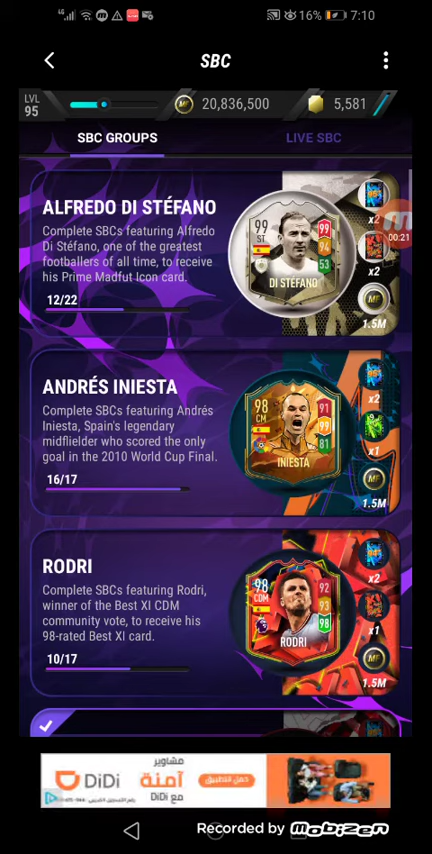 16% 7:10
SBC
LVL
95
20,836,500
5,581
SBC GROUPS
LIVE SBC
ALFREDO DI STÉFANO
Complete SBCs featuring Alfredo
Di Stéfano, one of the greatest
footballers of all time, to receive
his Prime Madfut Icon card.
12/22
99
ST
99
94
53
DI STÉFANO
x2
x2
00:21
MF
1.5M
ANDRÉS INIESTA
Complete SBCs featuring Andrés
Iniesta, Spain's legendary
midfielder who scored the only
goal in the 2010 World Cup Final.
16/17
98
CM
91
99
81
INIESTA
x2
x1
MF
1.5M
RODRI
Complete SBCs featuring Rodri,
winner of the Best XI CDM
community vote, to receive his
98-rated Best XI card.
10/17
98
CDM
92
93
98
RODRI
x2
x1
MF
1.5M
DiDi
مشاوير
آمنة
مع DiDi
حمل التطبيق
Recorded by Mobizen